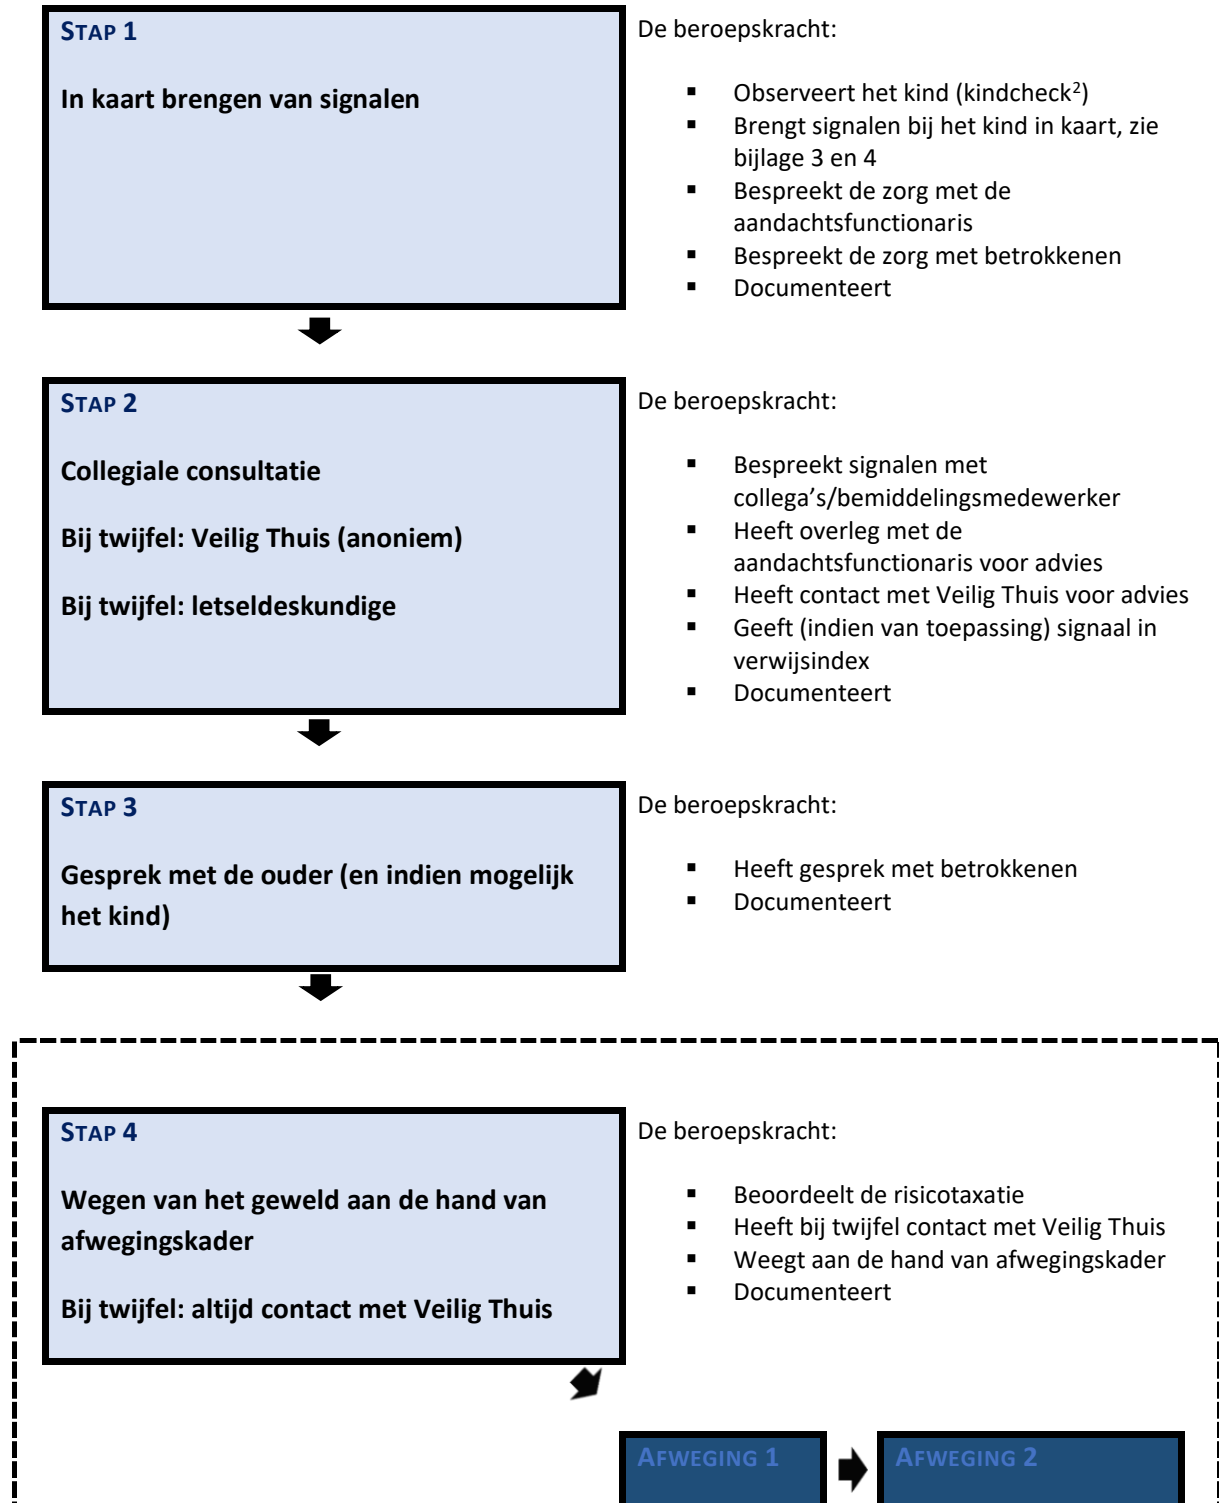 STAP 1
In kaart brengen van signalen
De beroepskracht:
▪ Observeert het kind (kindcheck²)
▪ Brengt signalen bij het kind in kaart, zie
bijlage 3 en 4
▪ Bespreekt de zorg met de
aandachtsfunctionaris
▪ Bespreekt de zorg met betrokkenen
▪ Documenteert
STAP 2
Collegiale consultatie
Bij twijfel: Veilig Thuis (anoniem)
Bij twijfel: letseldeskundige
De beroepskracht:
▪ Bespreekt signalen met
collega’s/bemiddelingsmedewerker
▪ Heeft overleg met de
aandachtsfunctionaris voor advies
▪ Heeft contact met Veilig Thuis voor advies
▪ Geeft (indien van toepassing) signaal in
verwijsindex
▪ Documenteert
STAP 3
Gesprek met de ouder (en indien mogelijk
het kind)
De beroepskracht:
▪ Heeft gesprek met betrokkenen
▪ Documenteert
STAP 4
Wegen van het geweld aan de hand van
afwegingskader
Bij twijfel: altijd contact met Veilig Thuis
De beroepskracht:
▪ Beoordeelt de risicotaxatie
▪ Heeft bij twijfel contact met Veilig Thuis
▪ Weegt aan de hand van afwegingskader
▪ Documenteert
AFWEGING 1
AFWEGING 2